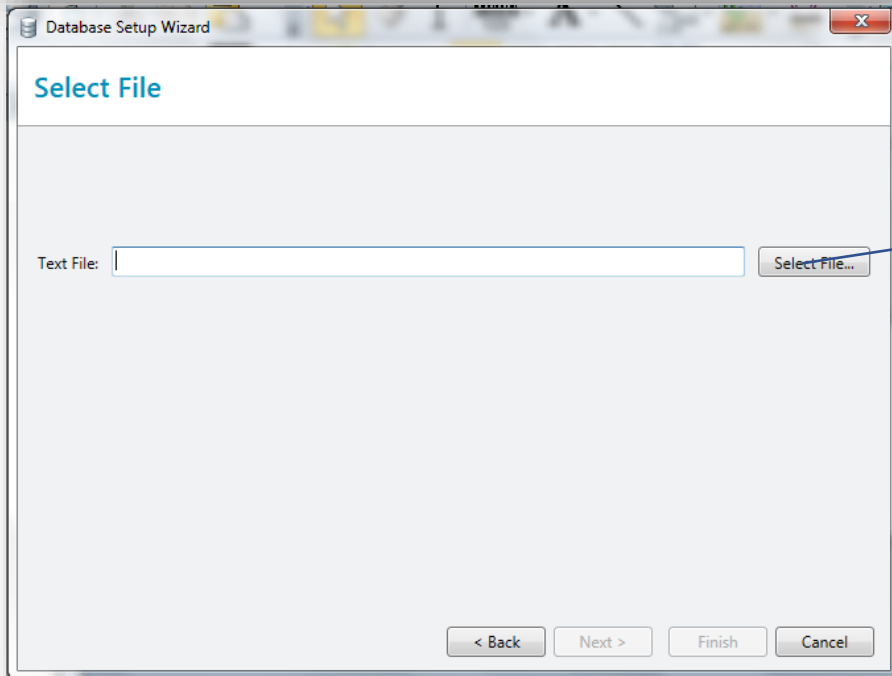 Database Setup Wizard
Select File
Text File:
Select File...
< Back Next > Finish Cancel